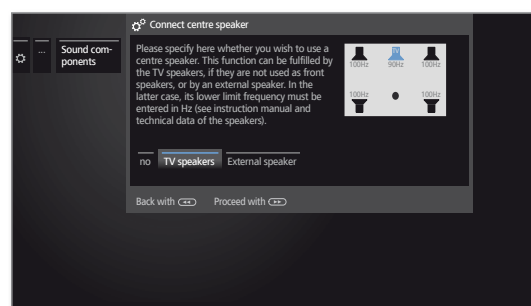 Connect centre speaker
...
Sound com-
ponents
Please specify here whether you wish to use a
centre speaker. This function can be fulfilled by
the TV speakers, if they are not used as front
speakers, or by an external speaker. In the
latter case, its lower limit frequency must be
entered in Hz (see instruction manual and
technical data of the speakers).
TV
100Hz 90Hz 100Hz
100Hz 100Hz
no TV speakers External speaker
Back with Proceed with